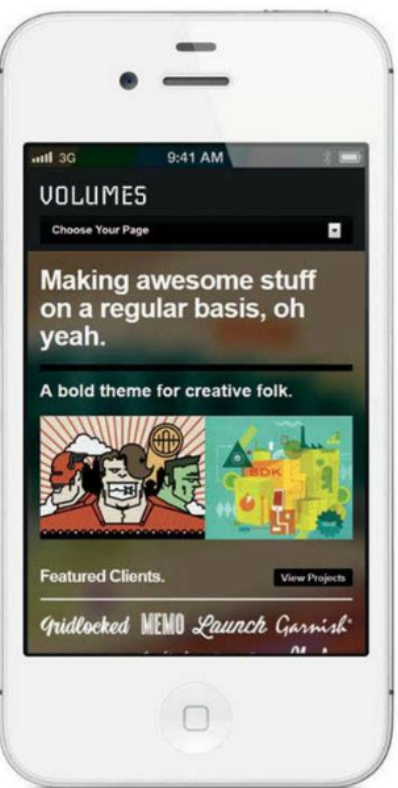 3G 9:41 AM
VOLUMES
Choose Your Page
Making awesome stuff
on a regular basis, oh
yeah.
A bold theme for creative folk.
SDK
Featured Clients.
View Projects
Gridlocked MEMO Launch Garnish